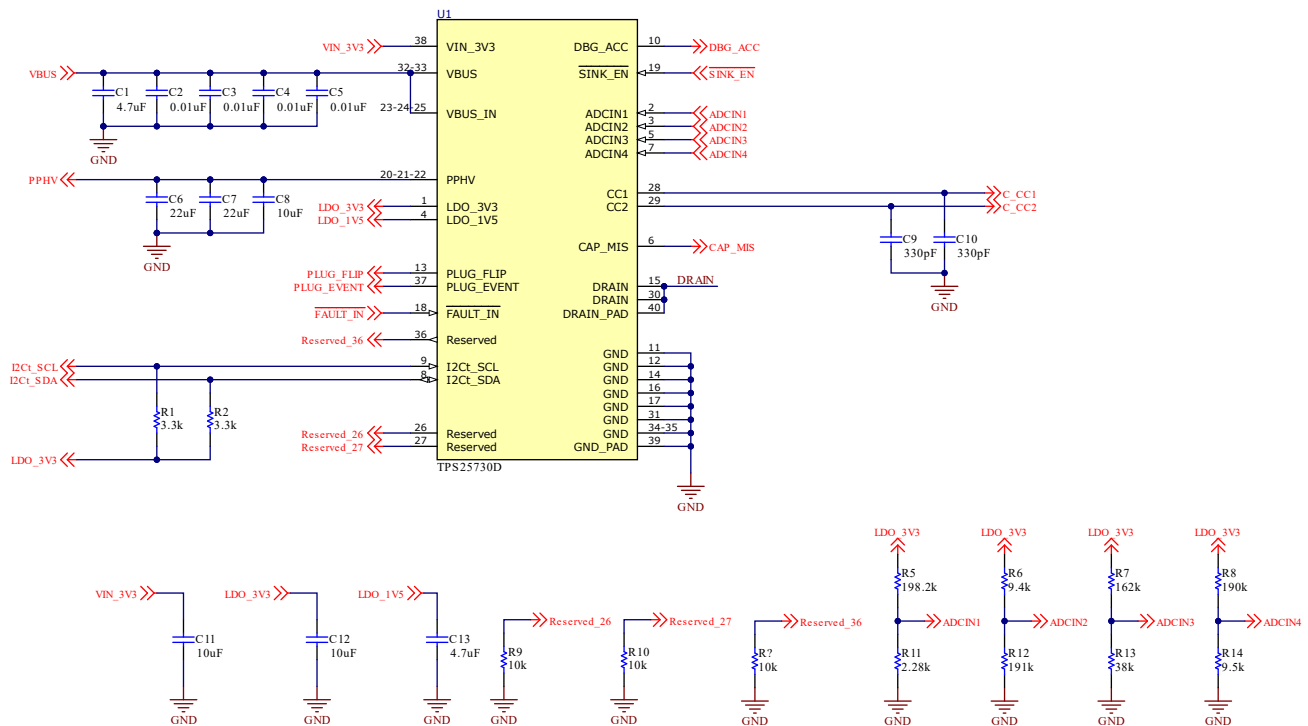 U1
VIN_3V3 38 VIN_3V3 DBG_ACC 10 DBG_ACC
VBUS 32-33 VBUS SINK_EN 19 SINK_EN
C1 C2 C3 C4 C5
4.7uF 0.01uF 0.01uF 0.01uF 0.01uF
23-24-25 VBUS_IN ADCIN1 2 ADCIN1
ADCIN2 3 ADCIN2
ADCIN3 5 ADCIN3
ADCIN4 7 ADCIN4
GND
PPHV 20-21-22 PPHV
CC1 28 C_CC1
C6 C7 C8
22uF 22uF 10uF
LDO_3V3 1 LDO_3V3 CC2 29 C_CC2
LDO_1V5 4 LDO_1V5
C9 C10
330pF 330pF
CAP_MIS 6 CAP_MIS
GND
PLUG_FLIP 13 PLUG_FLIP DRAIN 15 DRAIN
PLUG_EVENT 37 PLUG_EVENT DRAIN 30
GND
FAULT_IN 18 FAULT_IN DRAIN_PAD 40
Reserved_36 36 Reserved
GND 11
I2Ct_SCL 9 I2Ct_SCL GND 12
I2Ct_SDA 8 I2Ct_SDA GND 14
GND 16
GND 17
R1 R2
3.3k 3.3k
GND 31
Reserved_26 26 Reserved GND 34-35
Reserved_27 27 Reserved GND_PAD 39
LDO_3V3
TPS25730D
GND
LDO_3V3 LDO_3V3 LDO_3V3 LDO_3V3
R5 R6 R7 R8
198.2k 9.4k 162k 190k
VIN_3V3 LDO_3V3 LDO_1V5
Reserved_26 Reserved_27 Reserved_36 ADCIN1 ADCIN2 ADCIN3 ADCIN4
C11 C12 C13
10uF 10uF 4.7uF
R9 R10 R? R11 R12 R13 R14
10k 10k 10k 2.28k 191k 38k 9.5k
GND GND GND GND GND GND GND GND GND GND